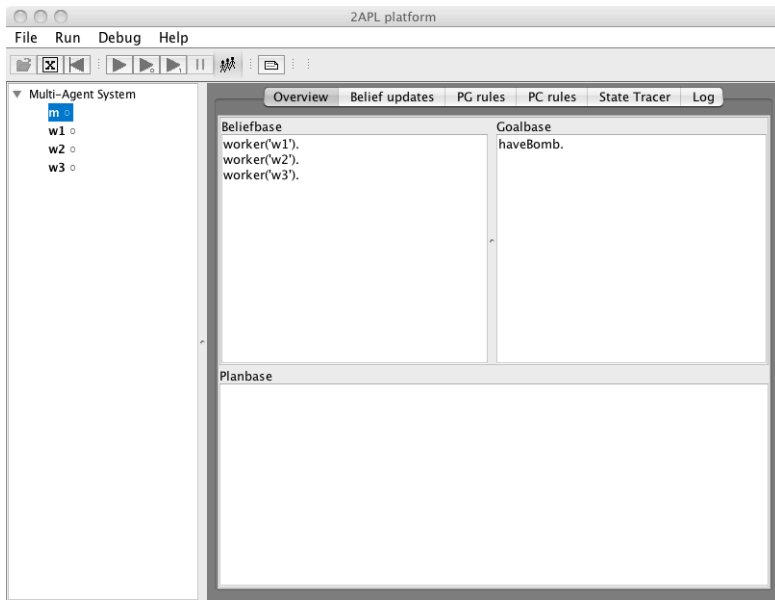 2APL platform
File Run Debug Help
Multi-Agent System
m
w1
w2
w3
Overview Belief updates PG rules PC rules State Tracer Log
Beliefbase
worker('w1').
worker('w2').
worker('w3').
Goalbase
haveBomb.
Planbase